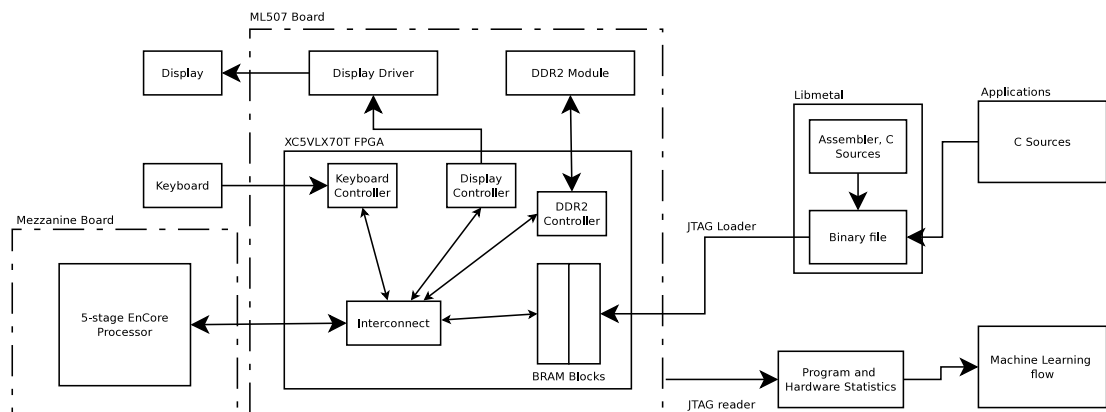 ML507 Board
Display
Display Driver
DDR2 Module
Libmetal
Applications
Assembler, C
Sources
C Sources
XC5VLX70T FPGA
Keyboard
Keyboard
Controller
Display
Controller
DDR2
Controller
Mezzanine Board
JTAG Loader
Binary file
5-stage EnCore
Processor
Interconnect
BRAM Blocks
Program and
Hardware Statistics
Machine Learning
flow
JTAG reader